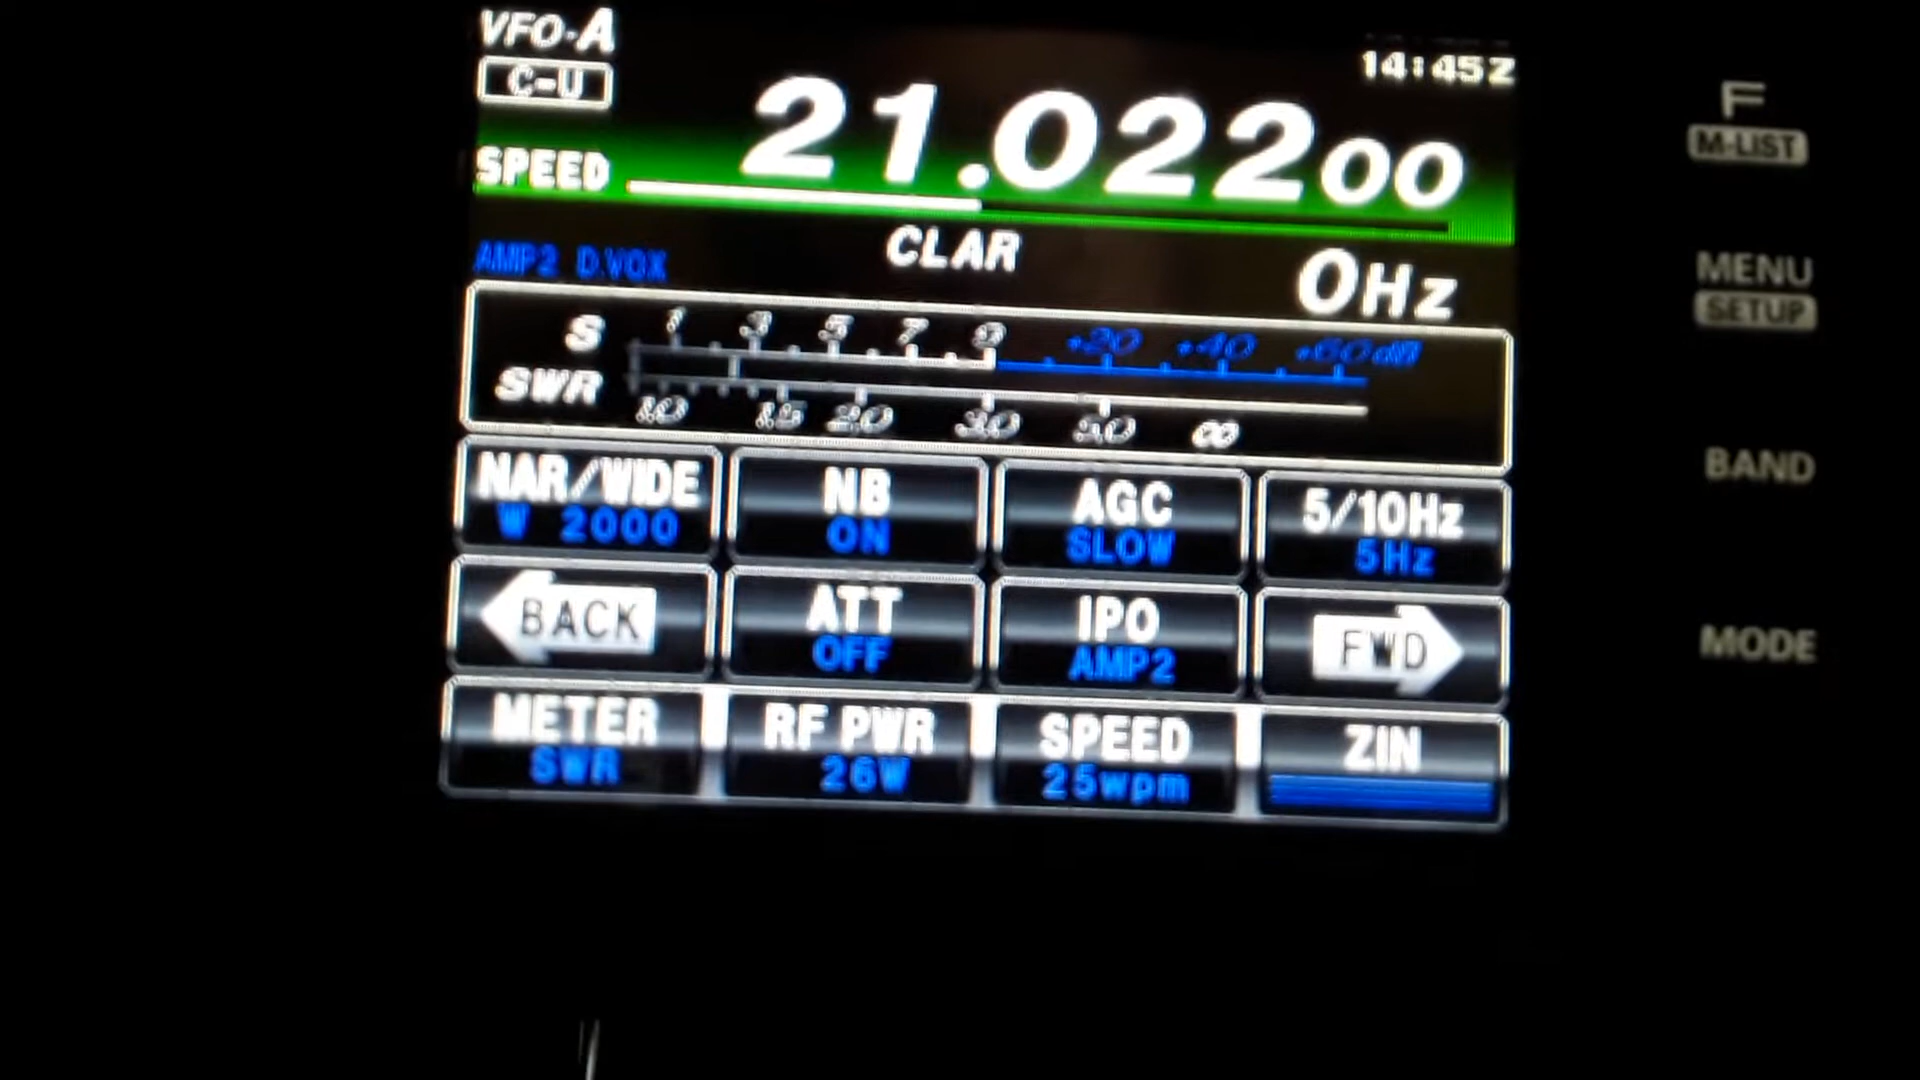 VFO-A
14:45Z
C-U
21.02200
SPEED
CLAR 0Hz
AMP2 D.VOX
S 1 3 5 7 9 +20 +40 +60dB
SWR 1.0 1.5 2.0 3.0 5.0 ∞
NAR/WIDE NB AGC 5/10Hz
W 2000 ON SLOW 5Hz
BACK ATT IPO FWD
OFF AMP2
METER RF PWR SPEED ZIN
SWR 26W 25wpm
F
M-LIST
MENU
SETUP
BAND
MODE